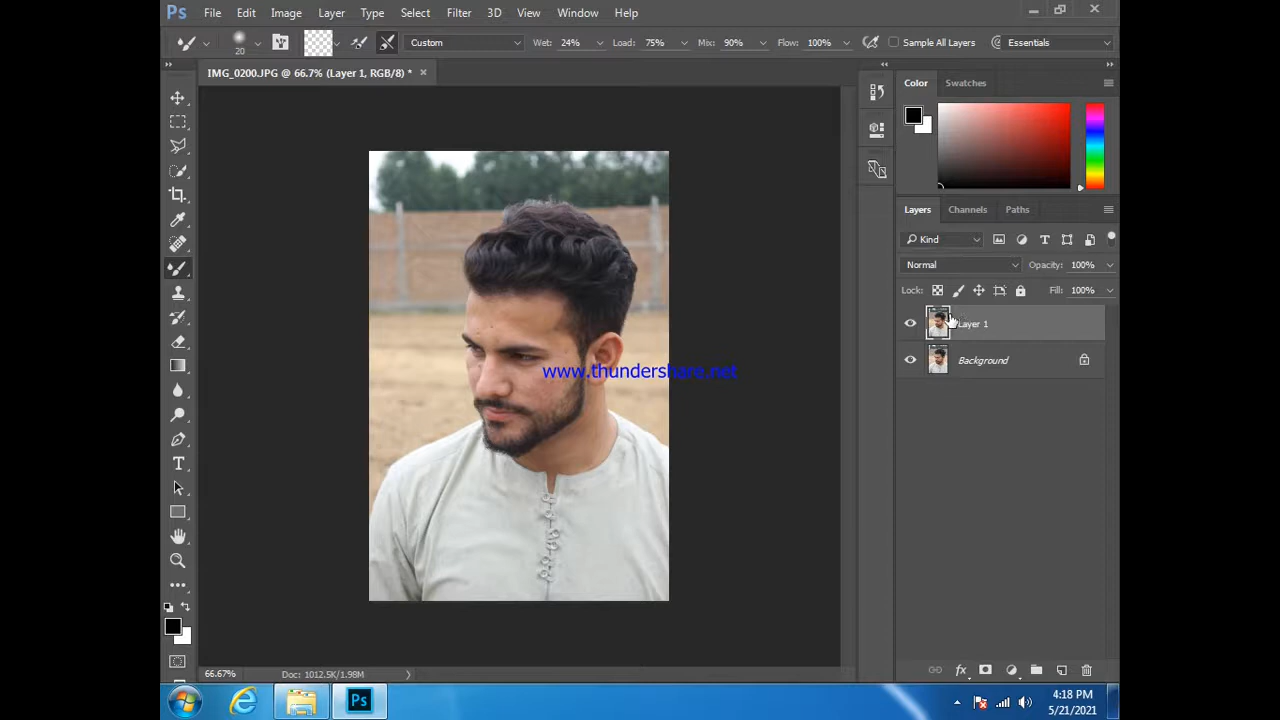 Ps File Edit Image Layer Type Select Filter 3D View Window Help
20 Custom Wet: 24% Load: 75% Mix: 90% Flow: 100% Sample All Layers Essentials
IMG_0200.JPG @ 66.7% (Layer 1, RGB/8) *
Color Swatches
Layers Channels Paths
Kind
Normal Opacity: 100%
Lock: Fill: 100%
Layer 1
Background
www.thundershare.net
66.67% Doc: 1012.5K/1.98M
Ps
4:18 PM
5/21/2021